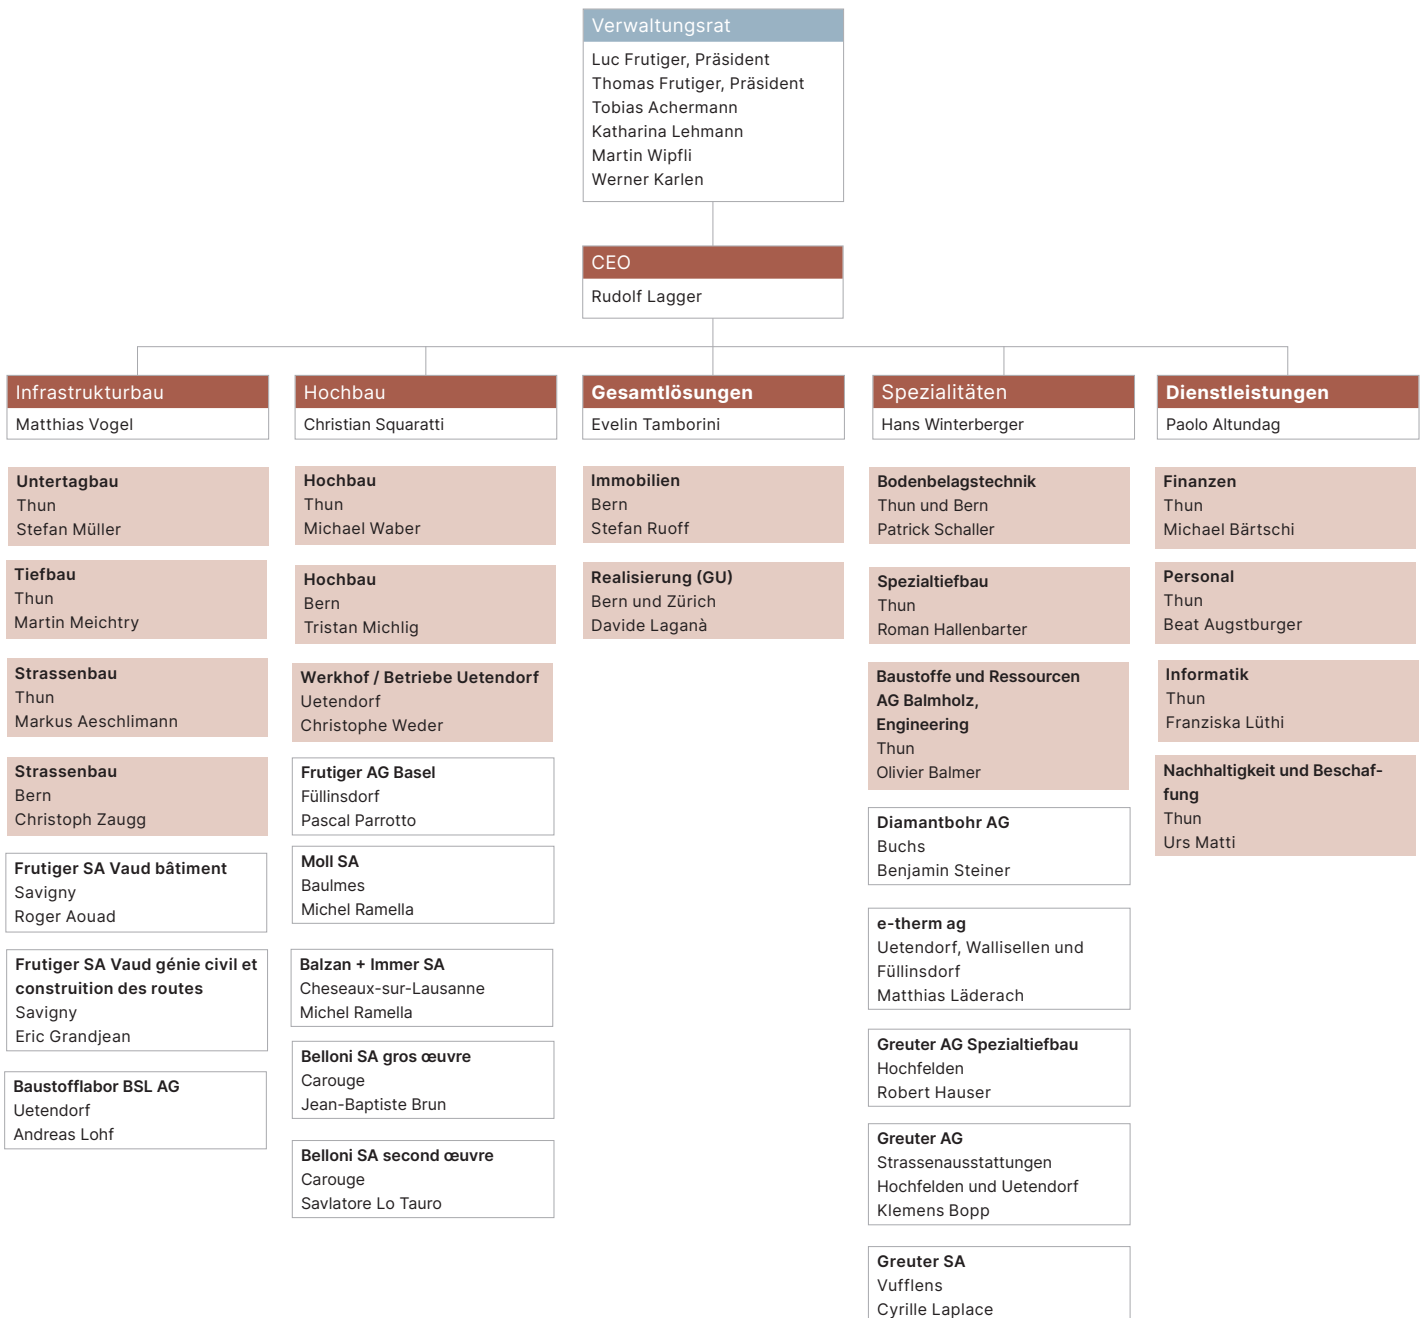 Verwaltungsrat
Luc Frutiger, Präsident
Thomas Frutiger, Präsident
Tobias Achermann
Katharina Lehmann
Martin Wipfli
Werner Karlen
CEO
Rudolf Lagger
Infrastrukturbau
Matthias Vogel
Untertagbau
Thun
Stefan Müller
Tiefbau
Thun
Martin Meichtry
Strassenbau
Thun
Markus Aeschlimann
Strassenbau
Bern
Christoph Zaugg
Frutiger SA Vaud bâtiment
Savigny
Roger Aouad
Frutiger SA Vaud génie civil et
construition des routes
Savigny
Eric Grandjean
Baustofflabor BSL AG
Uetendorf
Andreas Lohf
Hochbau
Christian Squaratti
Hochbau
Thun
Michael Waber
Hochbau
Bern
Tristan Michlig
Werkhof / Betriebe Uetendorf
Uetendorf
Christophe Weder
Frutiger AG Basel
Füllinsdorf
Pascal Parrotto
Moll SA
Baulmes
Michel Ramella
Balzan + Immer SA
Cheseaux-sur-Lausanne
Michel Ramella
Belloni SA gros œuvre
Carouge
Jean-Baptiste Brun
Belloni SA second œuvre
Carouge
Savlatore Lo Tauro
Gesamtlösungen
Evelin Tamborini
Immobilien
Bern
Stefan Ruoff
Realisierung (GU)
Bern und Zürich
Davide Laganà
Spezialitäten
Hans Winterberger
Bodenbelagstechnik
Thun und Bern
Patrick Schaller
Spezialtiefbau
Thun
Roman Hallenbarter
Baustoffe und Ressourcen
AG Balmholz,
Engineering
Thun
Olivier Balmer
Diamantbohr AG
Buchs
Benjamin Steiner
e-therm ag
Uetendorf, Wallisellen und
Füllinsdorf
Matthias Läderach
Greuter AG Spezialtiefbau
Hochfelden
Robert Hauser
Greuter AG
Strassenausstattungen
Hochfelden und Uetendorf
Klemens Bopp
Greuter SA
Vufflens
Cyrille Laplace
Dienstleistungen
Paolo Altundag
Finanzen
Thun
Michael Bärtschi
Personal
Thun
Beat Augstburger
Informatik
Thun
Franziska Lüthi
Nachhaltigkeit und Beschaf-
fung
Thun
Urs Matti